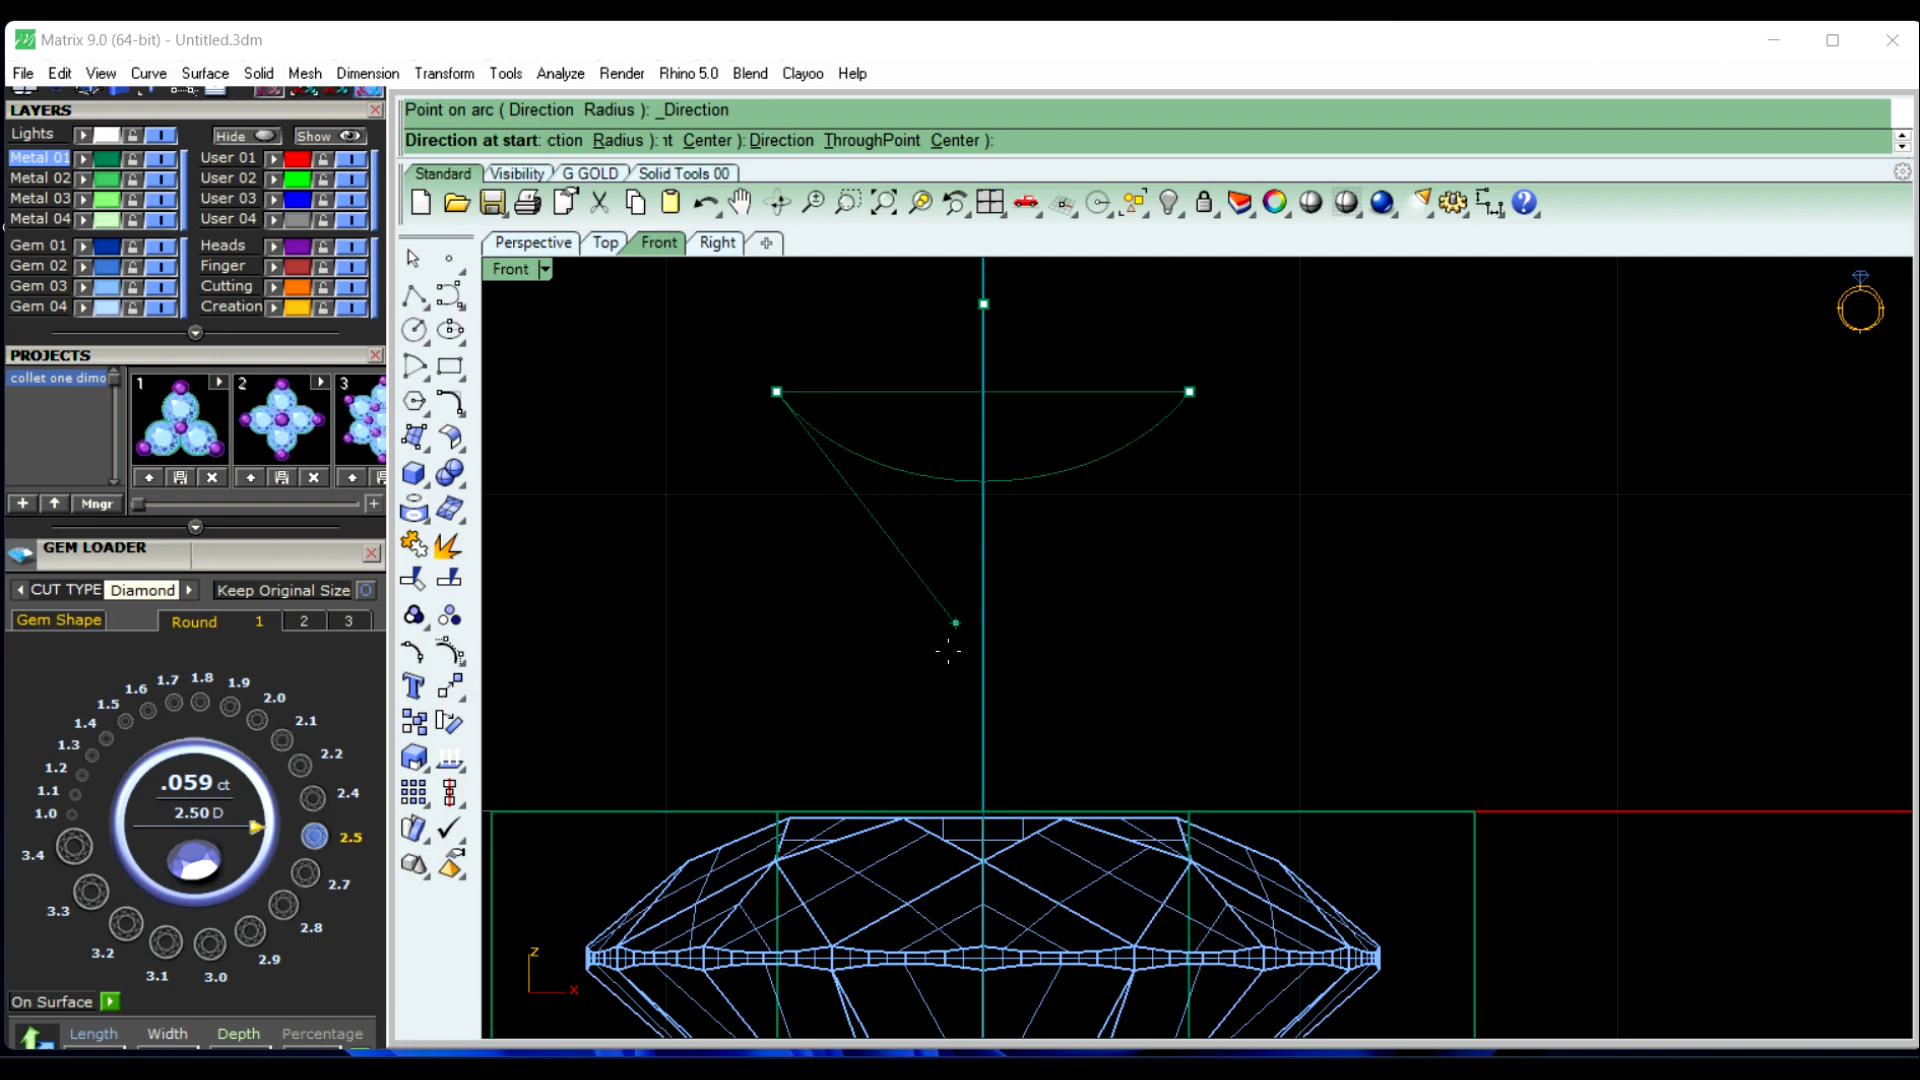 Matrix 9.0 (64-bit) - Untitled.3dm
File Edit View Curve Surface Solid Mesh Dimension Transform Tools Analyze Render Rhino 5.0 Blend Clayoo Help
LAYERS
Lights Hide Show
Metal 01 User 01
Metal 02 User 02
Metal 03 User 03
Metal 04 User 04
Gem 01 Heads
Gem 02 Finger
Gem 03 Cutting
Gem 04 Creation
PROJECTS
collet one dimo
1 2 3
Mngr
GEM LOADER
CUT TYPE Diamond Keep Original Size
Gem Shape Round 1 2 3
1.0
1.1
1.2
1.3
1.4
1.5
1.6
1.7
1.8
1.9
2.0
2.1
2.2
2.4
2.5
2.7
2.8
2.9
3.0
3.1
3.2
3.3
3.4
.059 ct
2.50 D
On Surface
Length Width Depth Percentage
Point on arc ( Direction Radius ): _Direction
Direction at start: ction Radius ): nt Center ): Direction ThroughPoint Center ):
Standard Visibility G GOLD Solid Tools 00
Perspective Top Front Right
Front
z
x